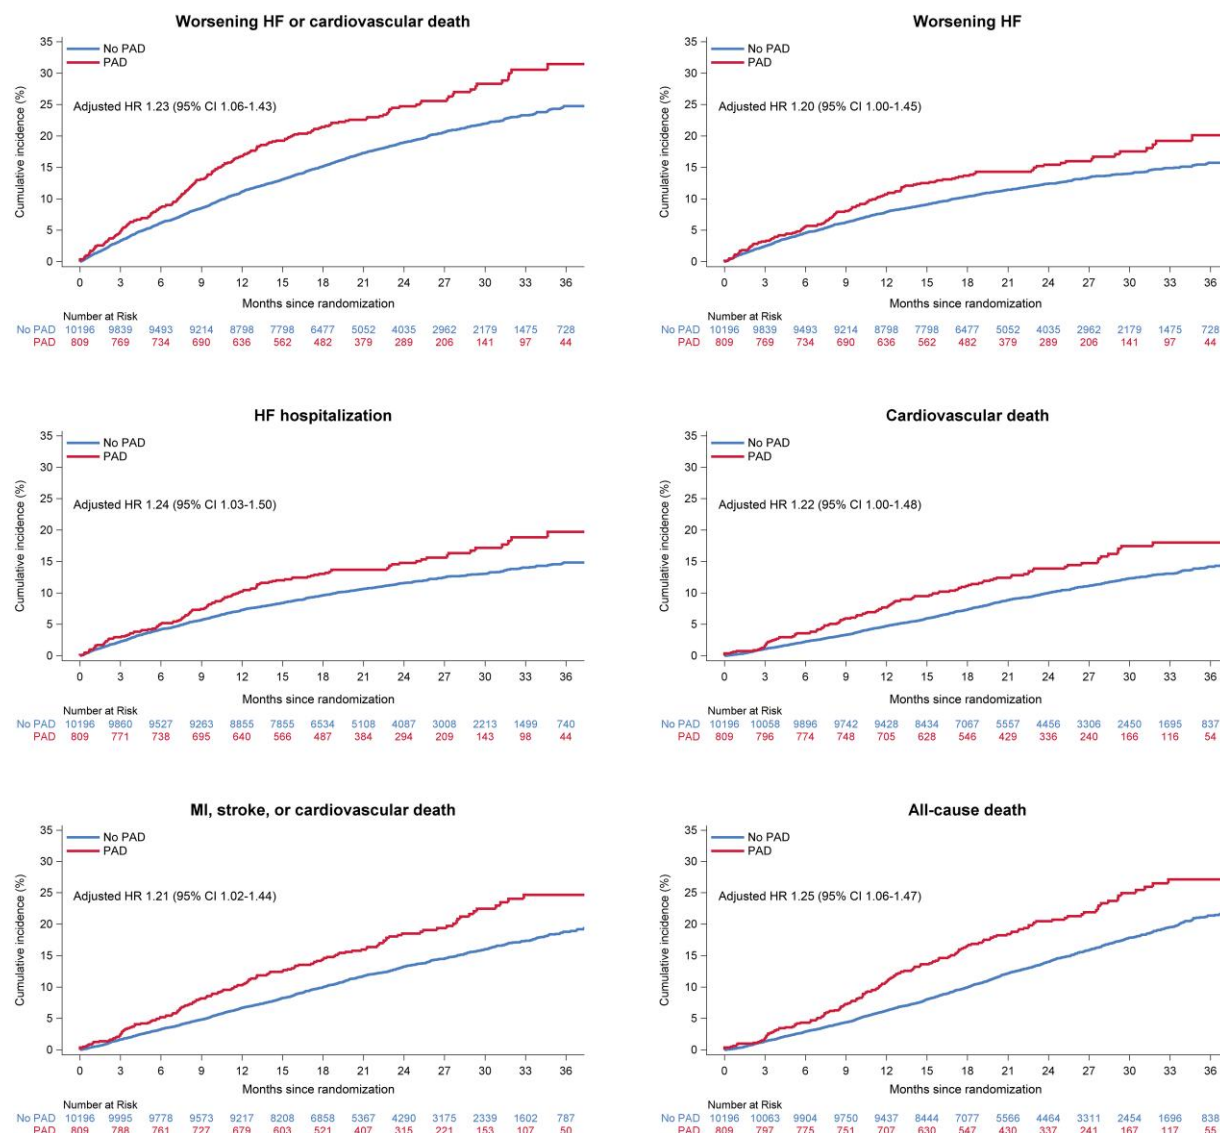 Worsening HF or cardiovascular death
No PAD
PAD
Adjusted HR 1.23 (95% CI 1.06-1.43)
Cumulative incidence (%)
35
30
25
20
15
10
5
0
0 3 6 9 12 15 18 21 24 27 30 33 36
Months since randomization
Number at Risk
No PAD 10196 9839 9493 9214 8798 7798 6477 5052 4035 2962 2179 1475 728
PAD 809 769 734 690 636 562 482 379 289 206 141 97 44
Worsening HF
No PAD
PAD
Adjusted HR 1.20 (95% CI 1.00-1.45)
Cumulative incidence (%)
35
30
25
20
15
10
5
0
0 3 6 9 12 15 18 21 24 27 30 33 36
Months since randomization
Number at Risk
No PAD 10196 9839 9493 9214 8798 7798 6477 5052 4035 2962 2179 1475 728
PAD 809 769 734 690 636 562 482 379 289 206 141 97 44
HF hospitalization
No PAD
PAD
Adjusted HR 1.24 (95% CI 1.03-1.50)
Cumulative incidence (%)
35
30
25
20
15
10
5
0
0 3 6 9 12 15 18 21 24 27 30 33 36
Months since randomization
Number at Risk
No PAD 10196 9860 9527 9263 8855 7855 6534 5108 4087 3008 2213 1499 740
PAD 809 771 738 695 640 566 487 384 294 209 143 98 44
Cardiovascular death
No PAD
PAD
Adjusted HR 1.22 (95% CI 1.00-1.48)
Cumulative incidence (%)
35
30
25
20
15
10
5
0
0 3 6 9 12 15 18 21 24 27 30 33 36
Months since randomization
Number at Risk
No PAD 10196 10058 9896 9742 9428 8434 7067 5557 4456 3306 2450 1695 837
PAD 809 796 774 748 705 628 546 429 336 240 166 116 54
MI, stroke, or cardiovascular death
No PAD
PAD
Adjusted HR 1.21 (95% CI 1.02-1.44)
Cumulative incidence (%)
35
30
25
20
15
10
5
0
0 3 6 9 12 15 18 21 24 27 30 33 36
Months since randomization
Number at Risk
No PAD 10196 9995 9778 9573 9217 8208 6858 5367 4290 3175 2339 1602 787
PAD 809 788 761 727 679 603 521 407 315 221 153 107 50
All-cause death
No PAD
PAD
Adjusted HR 1.25 (95% CI 1.06-1.47)
Cumulative incidence (%)
35
30
25
20
15
10
5
0
0 3 6 9 12 15 18 21 24 27 30 33 36
Months since randomization
Number at Risk
No PAD 10196 10063 9904 9750 9437 8444 7077 5566 4464 3311 2454 1696 838
PAD 809 797 775 751 707 630 547 430 337 241 167 117 55